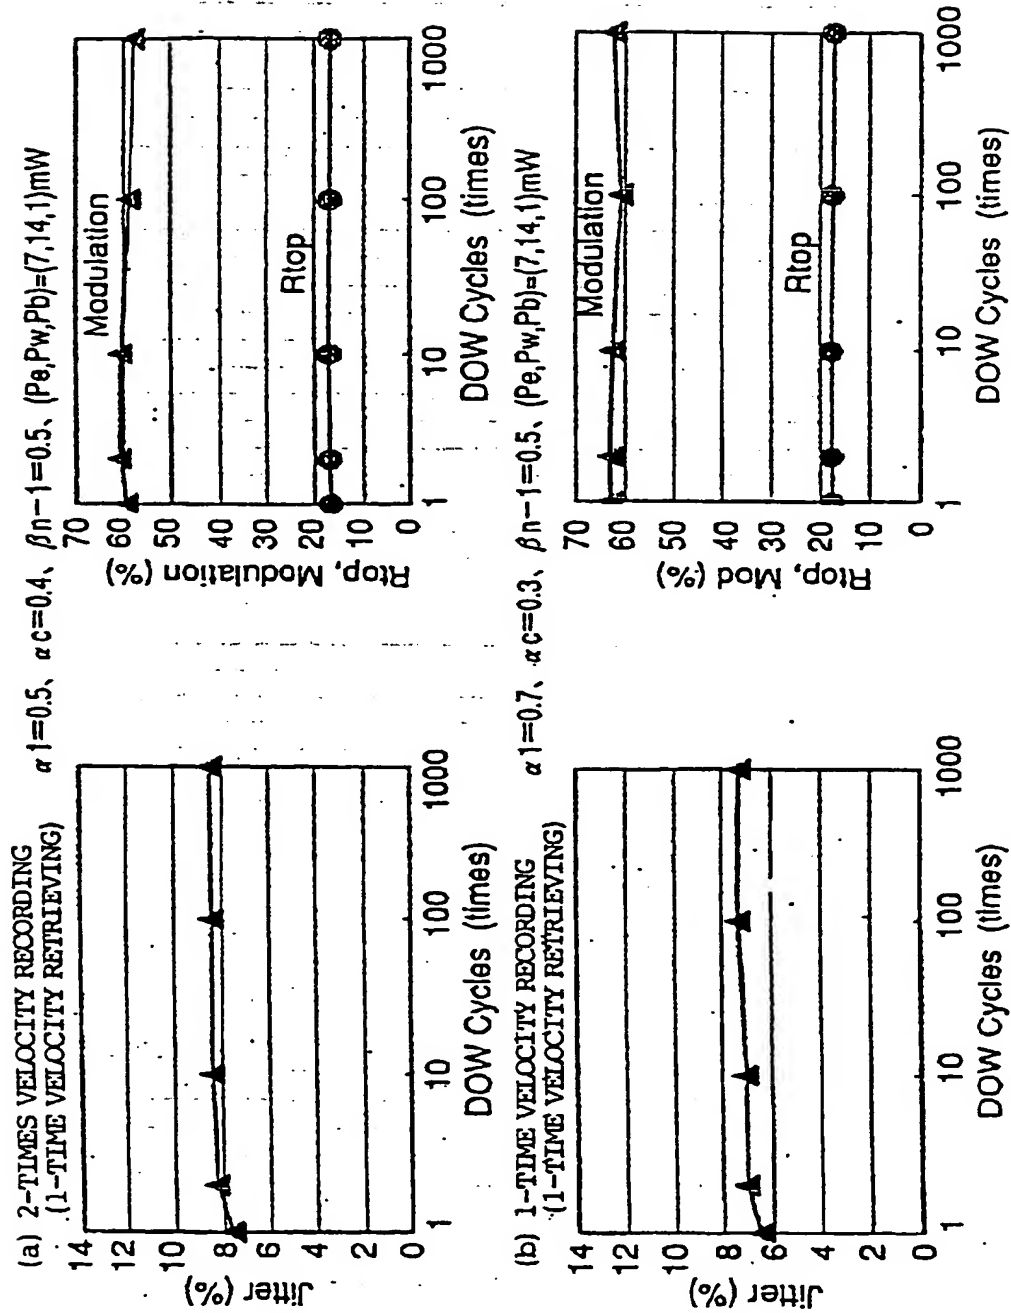 (a) 2-TIMES VELOCITY RECORDING
(1-TIME VELOCITY RETRIEVING)
α1=0.5、αc=0.4、βn-1=0.5、(Pe,Pw,Pb)=(7,14,1)mW
Jitter (%)
14
12
10
8
6
4
2
0
1
10
100
1000
DOW Cycles (times)
Rtop, Modulation (%)
70
60
50
40
30
20
10
0
Modulation
Rtop
1
10
100
1000
DOW Cycles (times)
(b) 1-TIME VELOCITY RECORDING
(1-TIME VELOCITY RETRIEVING)
α1=0.7、αc=0.3、βn-1=0.5、(Pe,Pw,Pb)=(7,14,1)mW
Jitter (%)
14
12
10
8
6
4
2
0
1
10
100
1000
DOW Cycles (times)
Rtop, Mod (%)
70
60
50
40
30
20
10
0
Modulation
Rtop
1
10
100
1000
DOW Cycles (times)